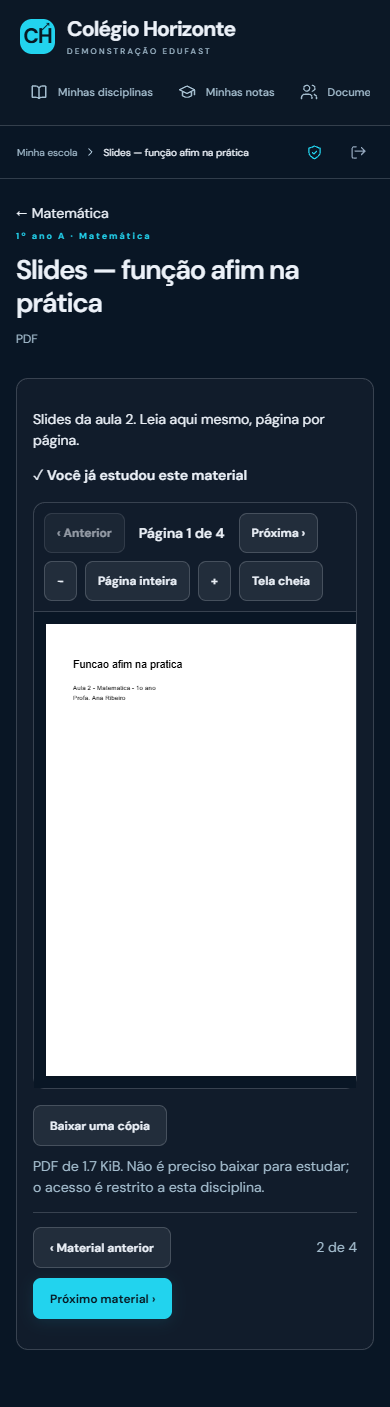 CH
Colégio Horizonte
DEMONSTRAÇÃO EDUFAST
Minhas disciplinas
Minhas notas
Docume
Minha escola > Slides — função afim na prática
← Matemática
1º ano A · Matemática
Slides — função afim na
prática
PDF
Slides da aula 2. Leia aqui mesmo, página por
página.
✓ Você já estudou este material
‹ Anterior
Página 1 de 4
Próxima ›
−
Página inteira
+
Tela cheia
Funcao afim na pratica
Aula 2 - Matematica - 1o ano
Profa. Ana Ribeiro
Baixar uma cópia
PDF de 1.7 KiB. Não é preciso baixar para estudar;
o acesso é restrito a esta disciplina.
‹ Material anterior
2 de 4
Próximo material ›